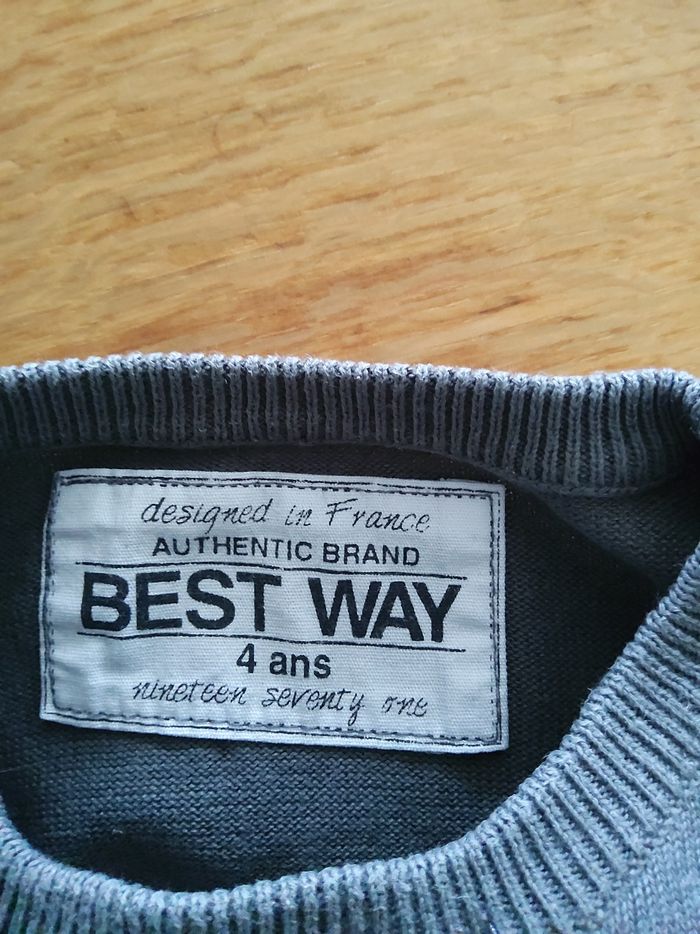 designed in France
AUTHENTIC BRAND
BEST WAY
4 ans
nineteen seventy one